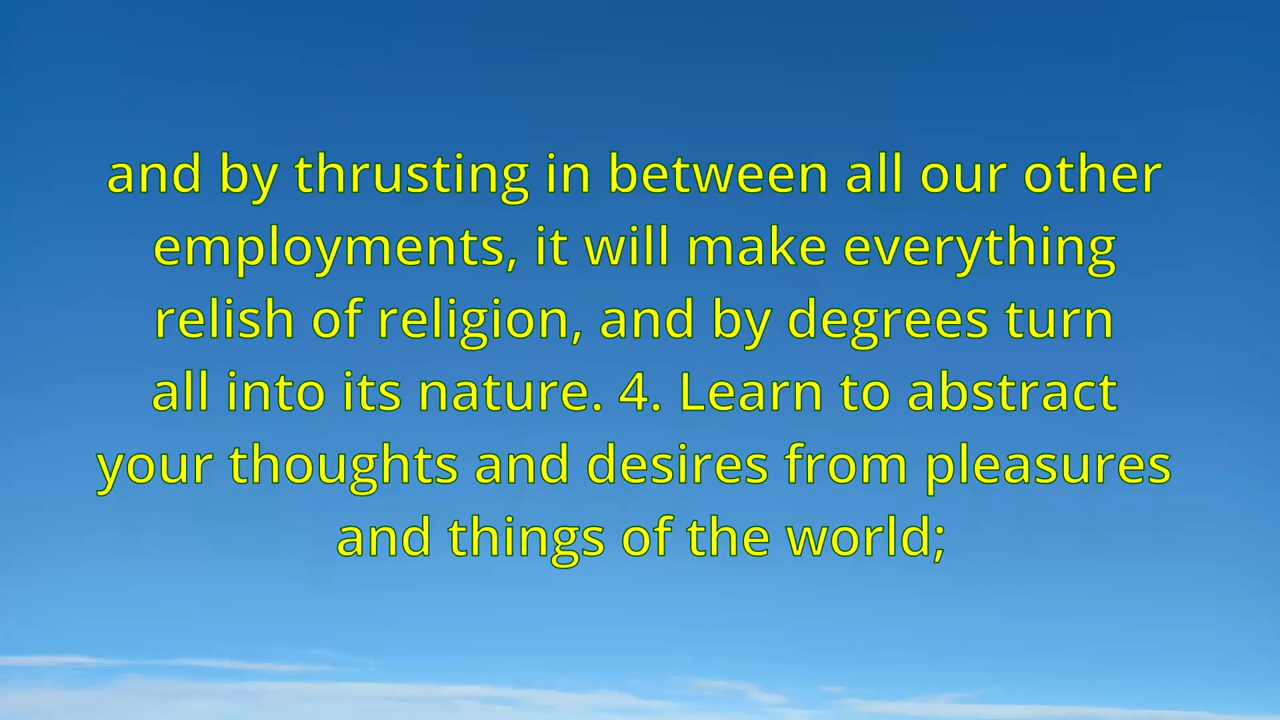 and by thrusting in between all our other
employments, it will make everything
relish of religion, and by degrees turn
all into its nature. 4. Learn to abstract
your thoughts and desires from pleasures
and things of the world;